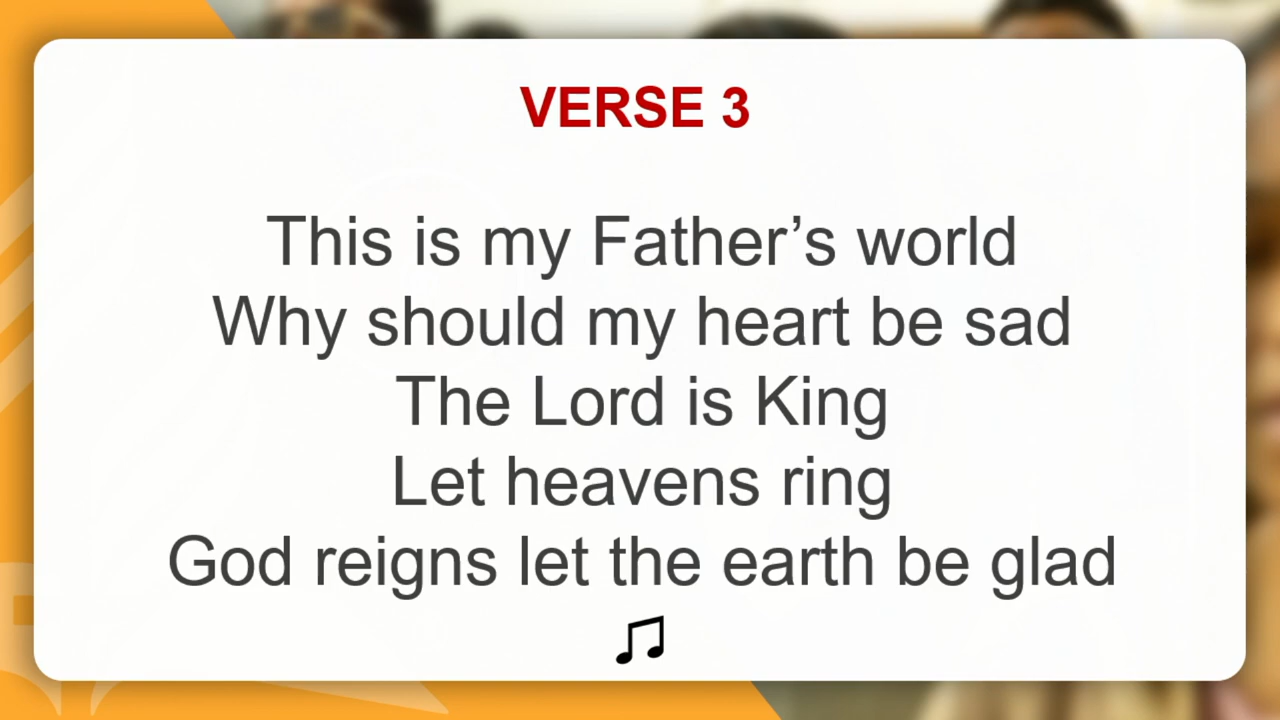 VERSE 3
This is my Father’s world
Why should my heart be sad
The Lord is King
Let heavens ring
God reigns let the earth be glad
♫